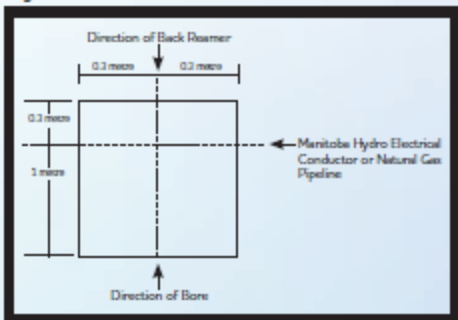 Direction of Back Reamer
0.3 metre 0.3 metre
0.3 metre
Manitoba Hydro Electrical
Conductor or Natural Gas
Pipeline
1 metre
Direction of Bore